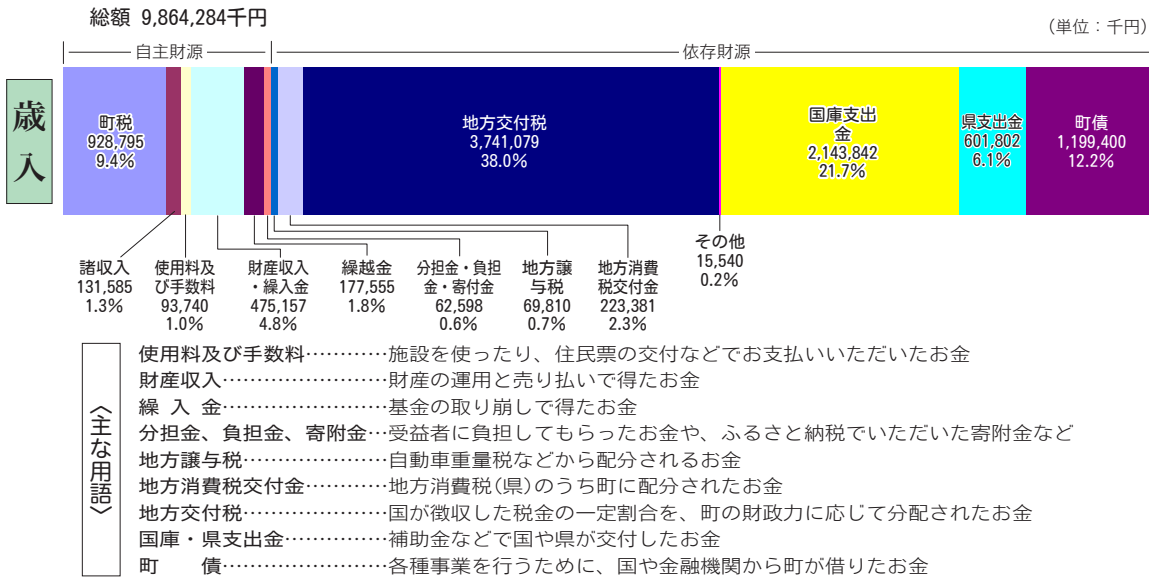 総額 9,864,284千円
(単位：千円)
自主財源
依存財源
歳入
町税
928,795
9.4%
地方交付税
3,741,079
38.0%
国庫支出
金
2,143,842
21.7%
県支出金
601,802
6.1%
町債
1,199,400
12.2%
諸収入
131,585
1.3%
使用料及
び手数料
93,740
1.0%
財産収入
・繰入金
475,157
4.8%
繰越金
177,555
1.8%
分担金・負担
金・寄付金
62,598
0.6%
地方譲
与税
69,810
0.7%
地方消費
税交付金
223,381
2.3%
その他
15,540
0.2%
〈主な用語〉
使用料及び手数料…………施設を使ったり、住民票の交付などでお支払いいただいたお金
財産収入……………………財産の運用と売り払いで得たお金
繰入金……………………基金の取り崩しで得たお金
分担金、負担金、寄附金…受益者に負担してもらったお金や、ふるさと納税でいただいた寄附金など
地方譲与税…………………自動車重量税などから配分されるお金
地方消費税交付金…………地方消費税(県)のうち町に配分されたお金
地方交付税…………………国が徴収した税金の一定割合を、町の財政力に応じて分配されたお金
国庫・県支出金……………補助金などで国や県が交付したお金
町　　債……………………各種事業を行うために、国や金融機関から町が借りたお金